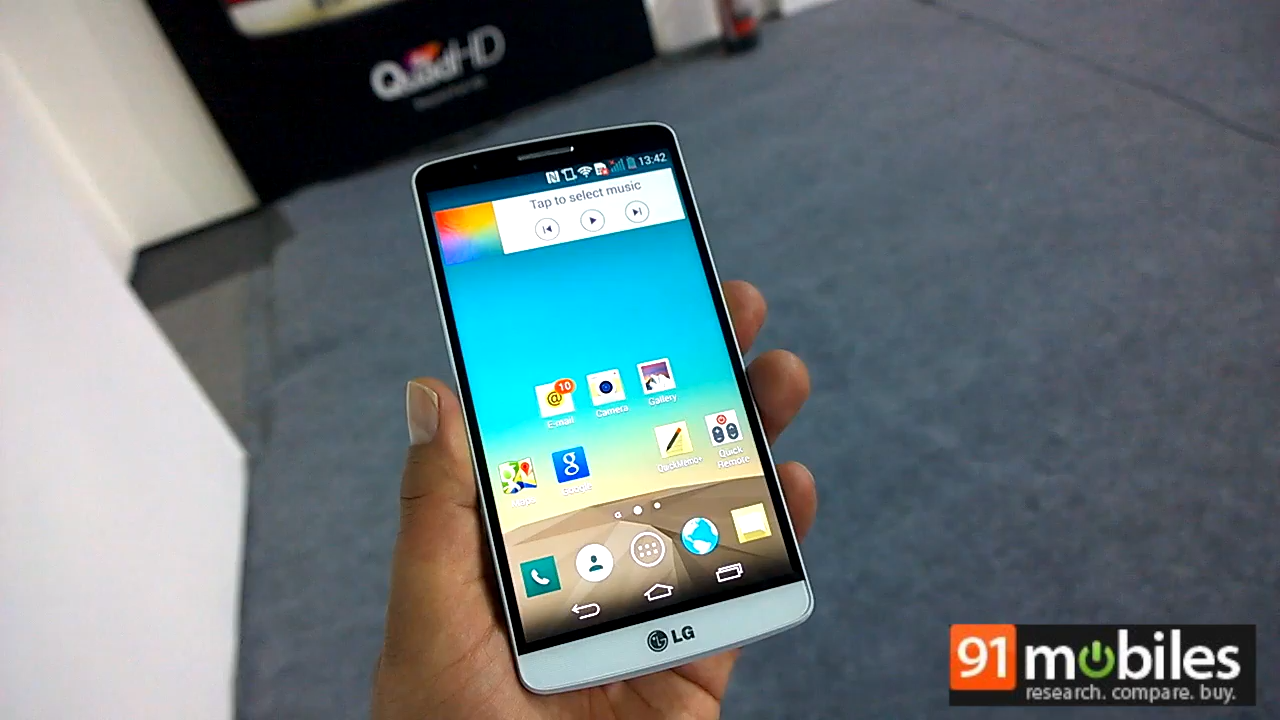 QuadHD
13:42
Tap to select music
10
E-mail
Camera
Gallery
Maps
Google
QuickMemo+
Quick
Remote
LG
91mobiles
research. compare. buy.